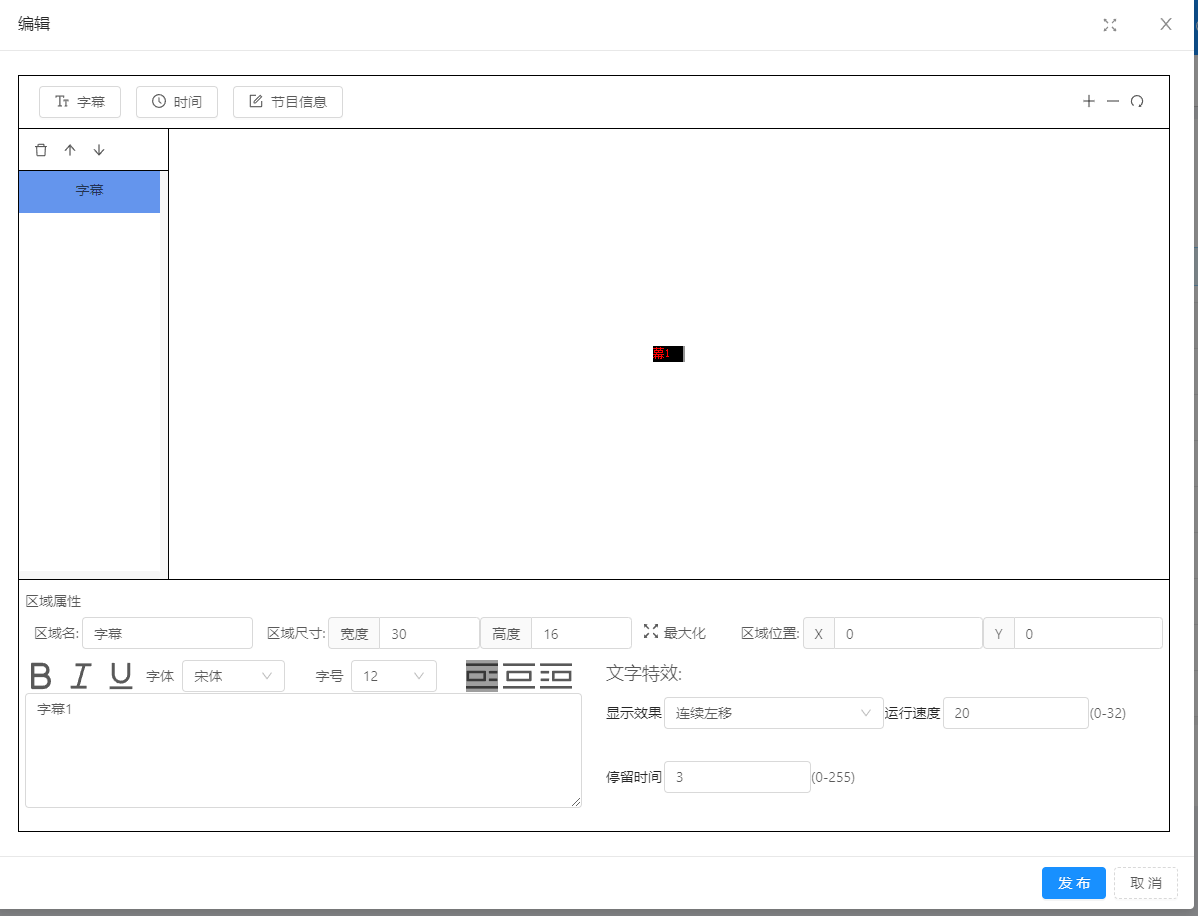 编辑
字幕 时间 节目信息
字幕
幕1
区域属性
区域名: 字幕 区域尺寸: 宽度 30 高度 16 最大化 区域位置: X 0 Y 0
B I U 字体 宋体 字号 12 文字特效:
字幕1
显示效果 连续左移 运行速度 20 (0-32)
停留时间 3 (0-255)
发布 取消